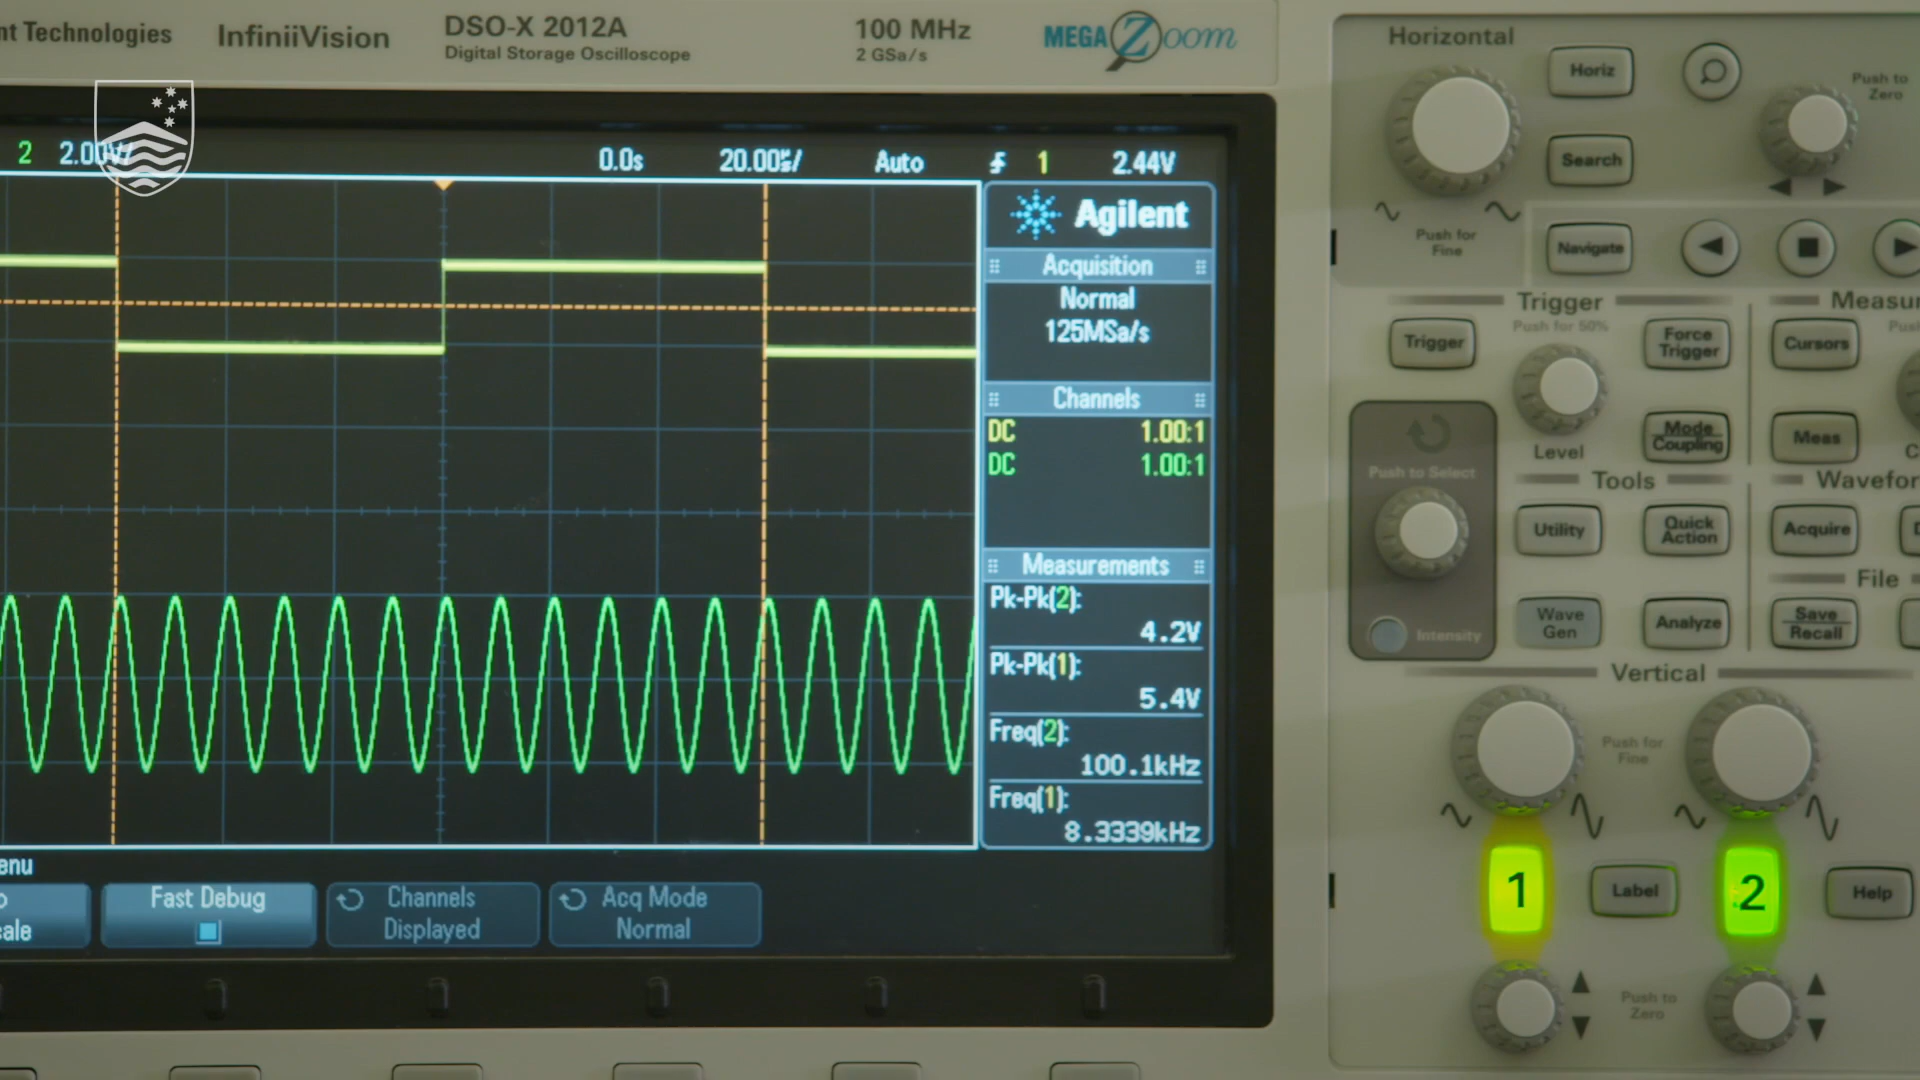 nt Technologies
InfiniiVision
DSO-X 2012A
Digital Storage Oscilloscope
100 MHz
2 GSa/s
MEGA Zoom
2 2.00V/ 0.0s 20.00µs/ Auto 1 2.44V
Agilent
Acquisition
Normal
125MSa/s
Channels
DC 1.00:1
DC 1.00:1
Measurements
Pk-Pk(2):
4.2V
Pk-Pk(1):
5.4V
Freq(2):
100.1kHz
Freq(1):
8.3339kHz
enu
ale
Fast Debug
Channels
Displayed
Acq Mode
Normal
Horizontal
Horiz
Push to
Zero
Search
Push for
Fine
Navigate
Trigger
Push for 50%
Measur
Trigger
Force
Trigger
Cursors
Level
Mode
Coupling
Meas
Push to Select
Tools
Wavefor
Utility
Quick
Action
Acquire
File
Intensity
Wave
Gen
Analyze
Save
Recall
Vertical
Push for
Fine
1
Label
2
Help
Push to
Zero